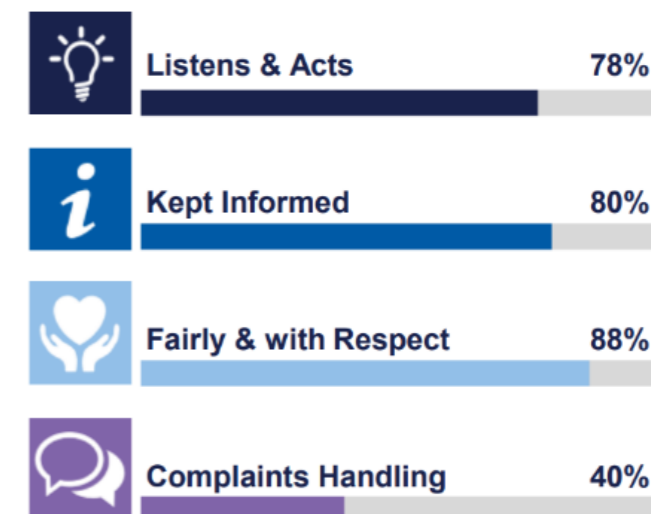 Listens & Acts 78%
Kept Informed 80%
Fairly & with Respect 88%
Complaints Handling 40%